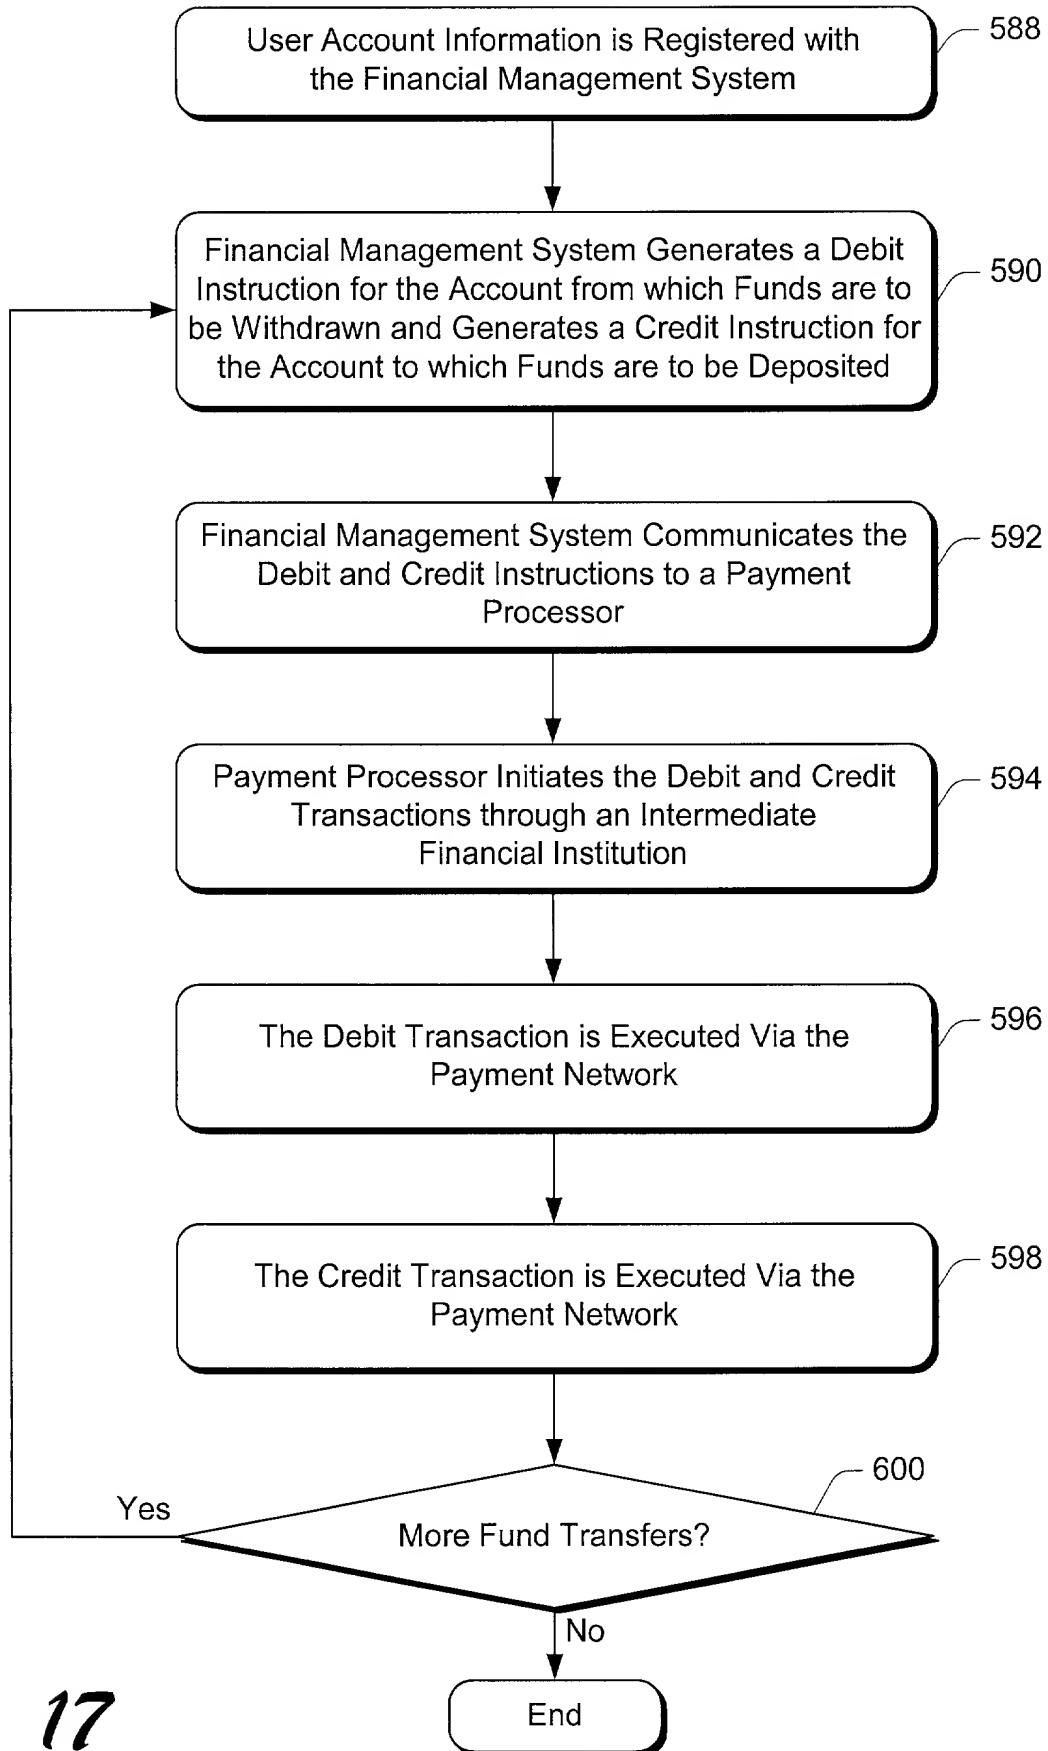 User Account Information is Registered with
the Financial Management System
588
Financial Management System Generates a Debit
Instruction for the Account from which Funds are to
be Withdrawn and Generates a Credit Instruction for
the Account to which Funds are to be Deposited
590
Financial Management System Communicates the
Debit and Credit Instructions to a Payment
Processor
592
Payment Processor Initiates the Debit and Credit
Transactions through an Intermediate
Financial Institution
594
The Debit Transaction is Executed Via the
Payment Network
596
The Credit Transaction is Executed Via the
Payment Network
598
600
Yes
More Fund Transfers?
No
End
17